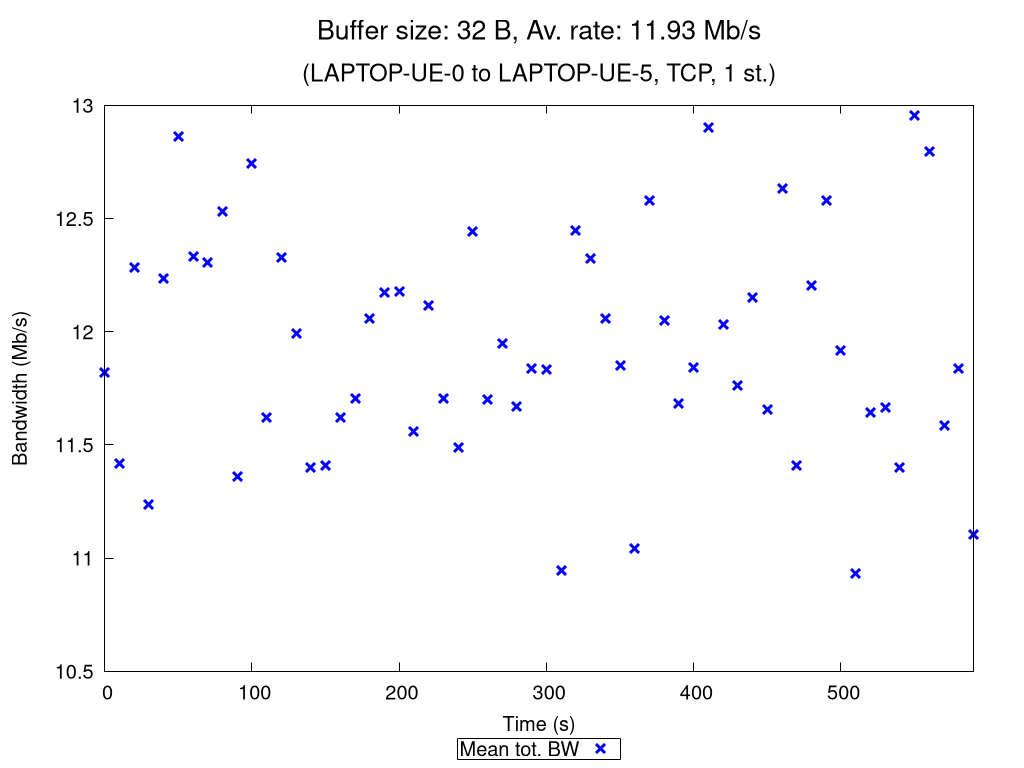 Buffer size: 32 B, Av. rate: 11.93 Mb/s
(LAPTOP-UE-0 to LAPTOP-UE-5, TCP, 1 st.)
13
12.5
12
11.5
11
10.5
Bandwidth (Mb/s)
0 100 200 300 400 500
Time (s)
Mean tot. BW